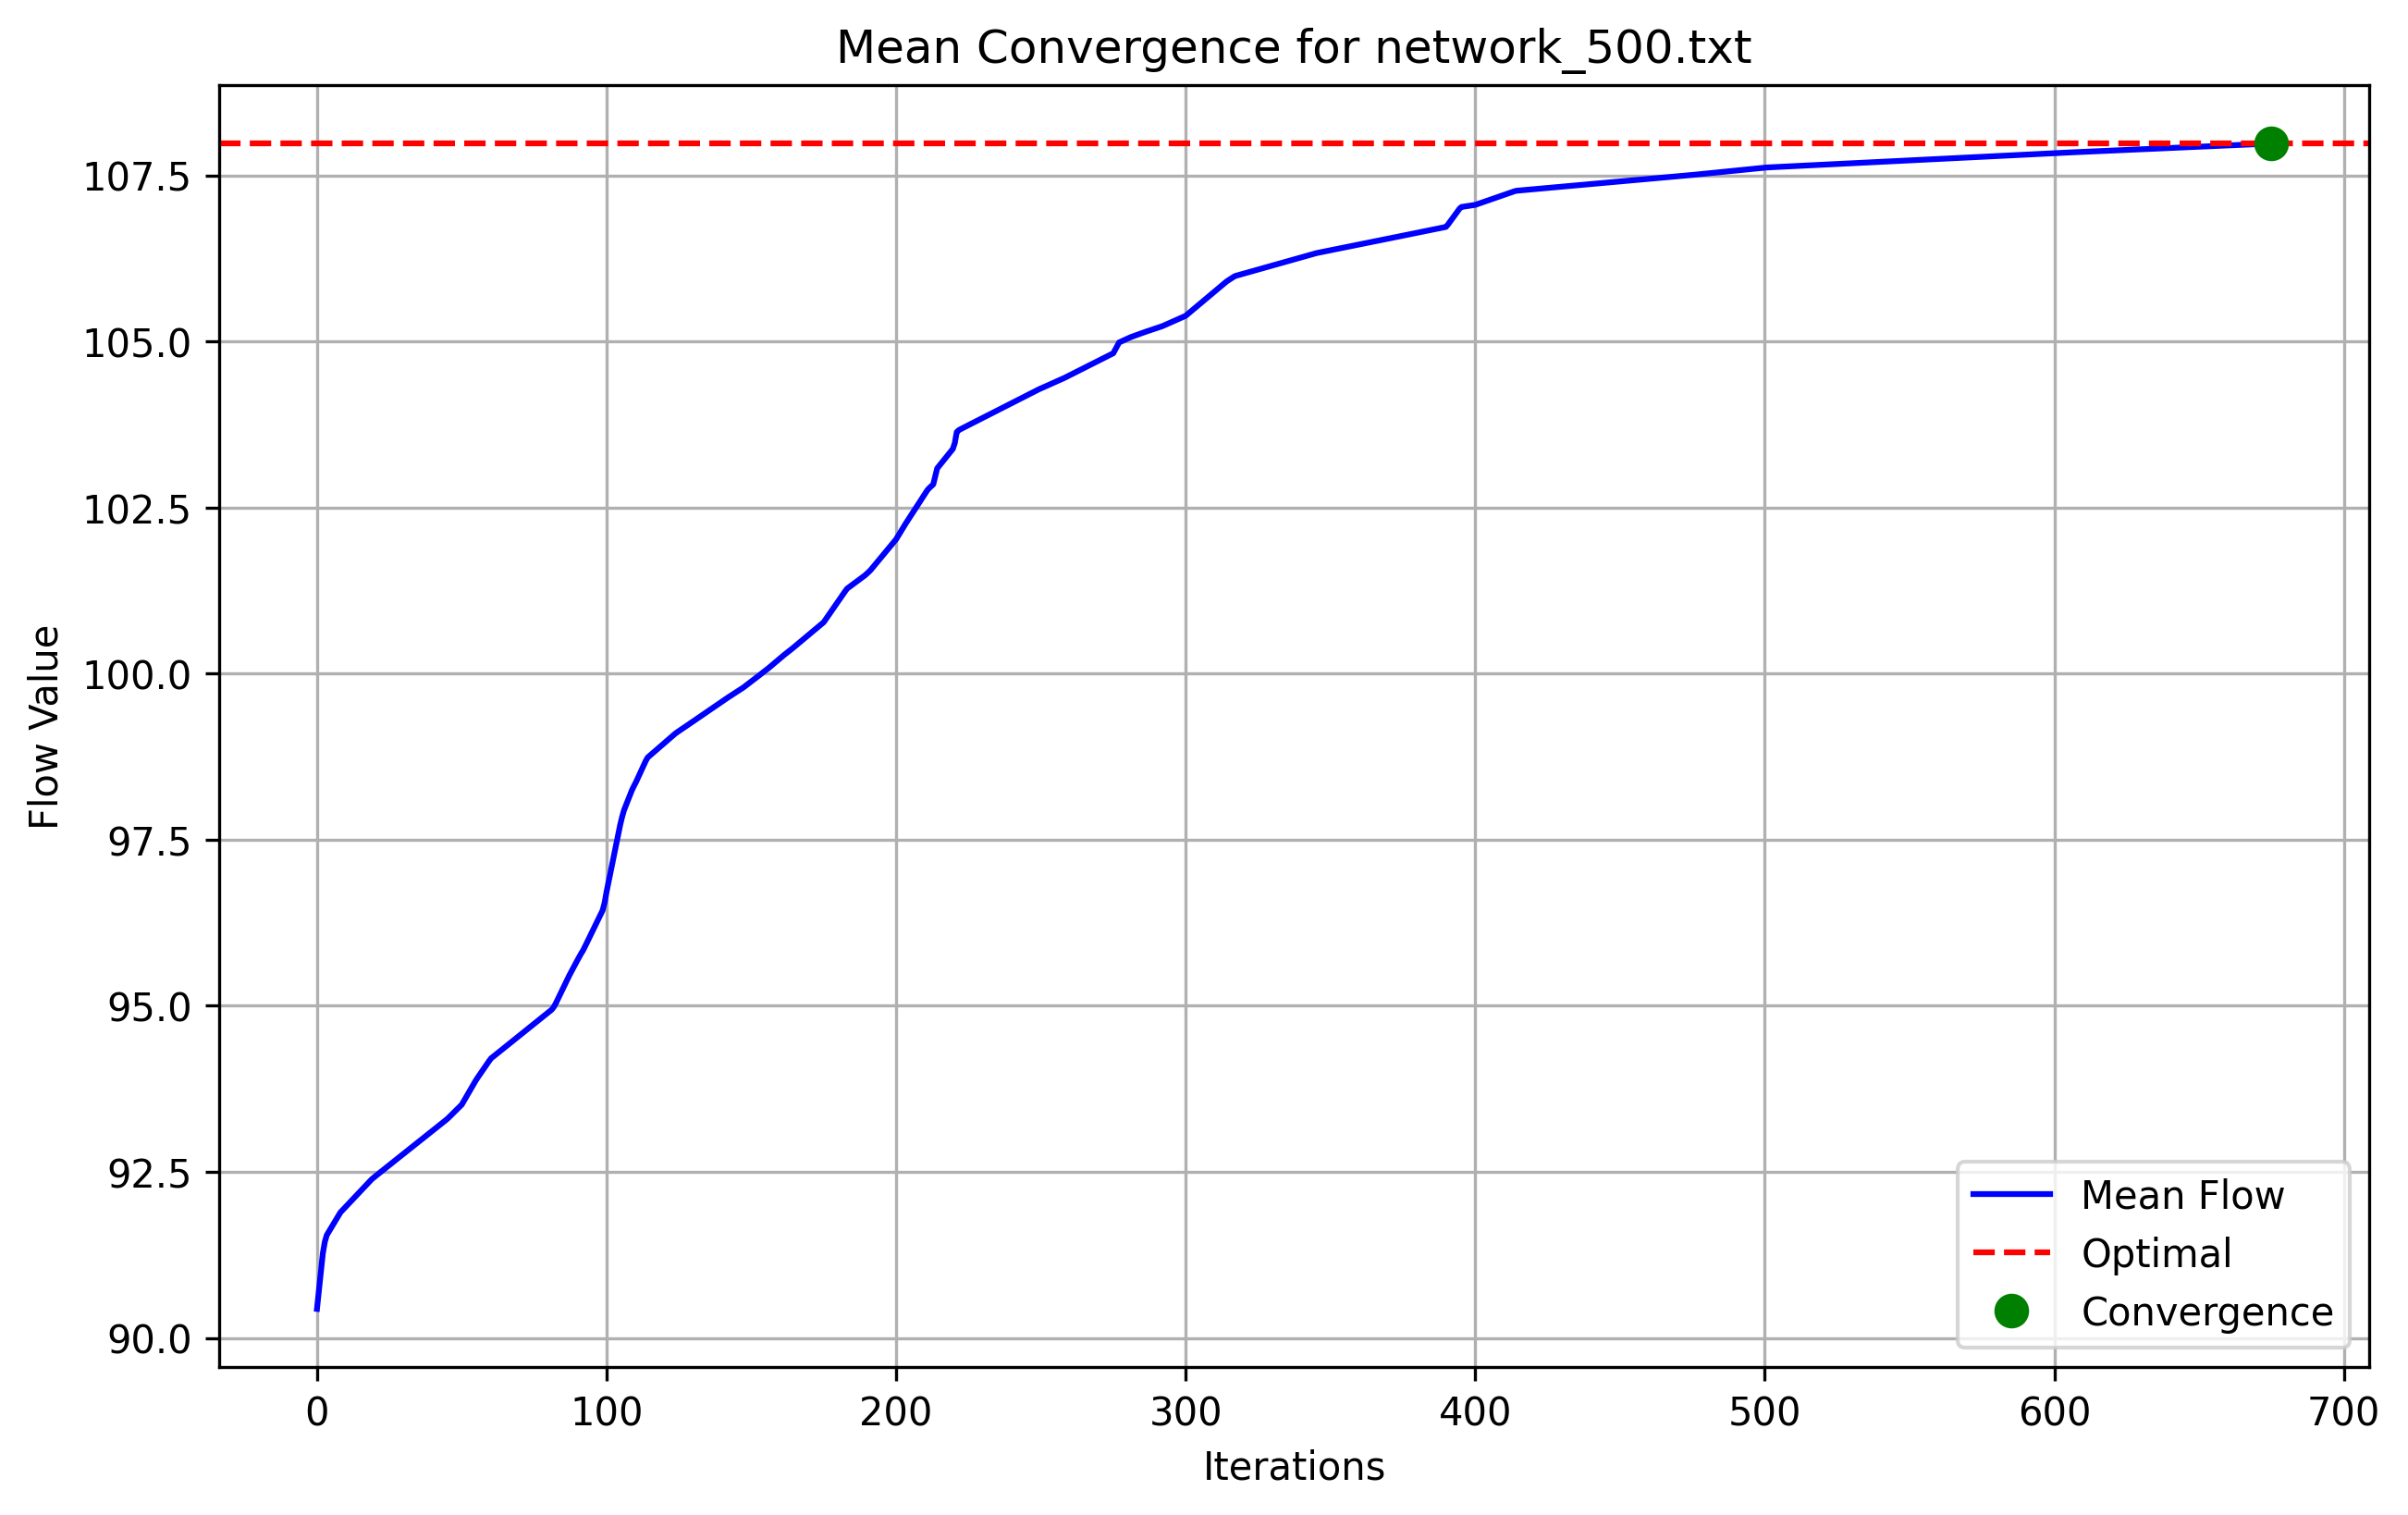 Mean Convergence for network_500.txt
Flow Value
107.5
105.0
102.5
100.0
97.5
95.0
92.5
90.0
Mean Flow
Optimal
Convergence
0 100 200 300 400 500 600 700
Iterations